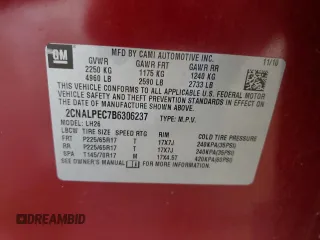 GM
MFD BY CAMI AUTOMOTIVE INC.
11/10
GVWR GAWR FRT GAWR RR
2250 KG 1175 KG 1240 KG
4960 LB 2590 LB 2733 LB
THIS VEHICLE CONFORMS TO ALL APPLICABLE U.S. FEDERAL MOTOR
VEHICLE SAFETY, BUMPER, AND THEFT PREVENTION STANDARDS IN
EFFECT ON THE DATE OF MANUFACTURE SHOWN ABOVE.
2CNALPEC7B6306237 TYPE: M.P.V.
MODEL: LH26
LBCW TIRE SIZE SPEED RTG RIM COLD TIRE PRESSURE
FRT P225/65R17 T 17X7J 240KPA(35PSI)
RR P225/65R17 T 17X7J 240KPA(35PSI)
SPA T145/70R17 M 17X4.5T 420KPA(60PSI)
SEE OWNER'S MANUAL
© DREAMBID